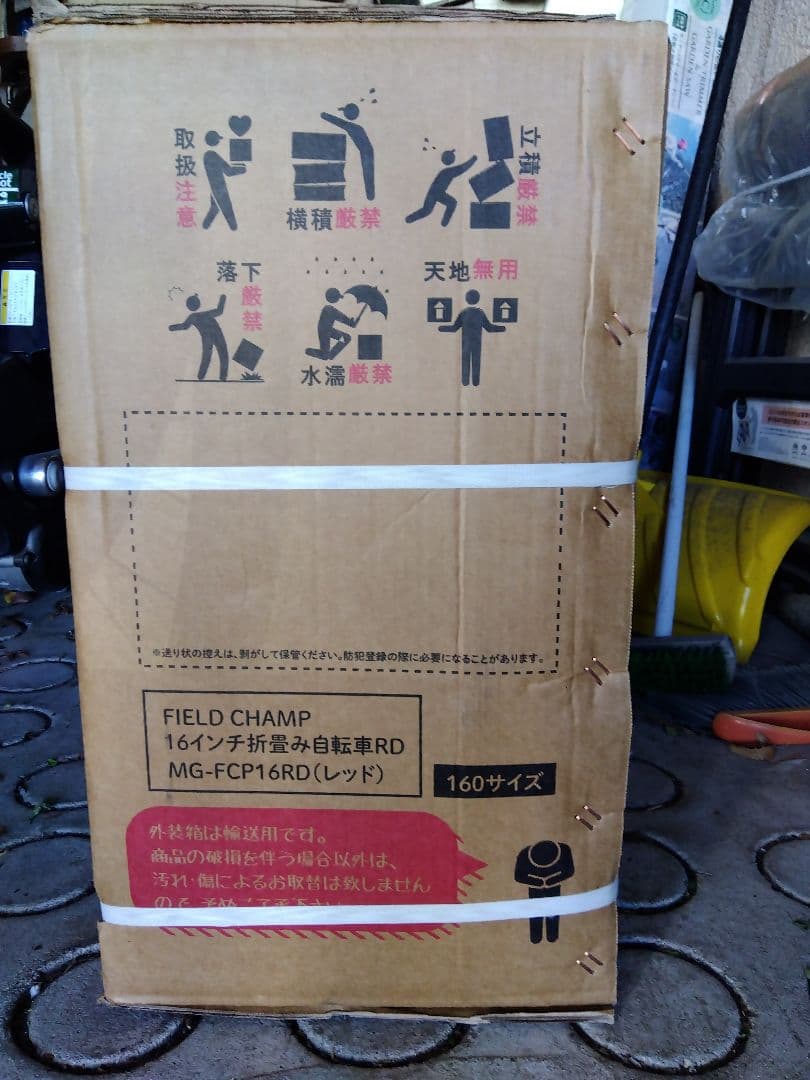 取扱注意
横積厳禁
立積厳禁
落下厳禁
水濡厳禁
天地無用
※送り状の控えは、剥がして保管ください。防犯登録の際に必要になることがあります。
FIELD CHAMP
16インチ折畳み自転車RD
MG-FCP16RD(レッド)
160サイズ
外装箱は輸送用です。
商品の破損を伴う場合以外は、
汚れ・傷によるお取替は致しません
GARDEN TRIMMER
&
GARDEN SAW